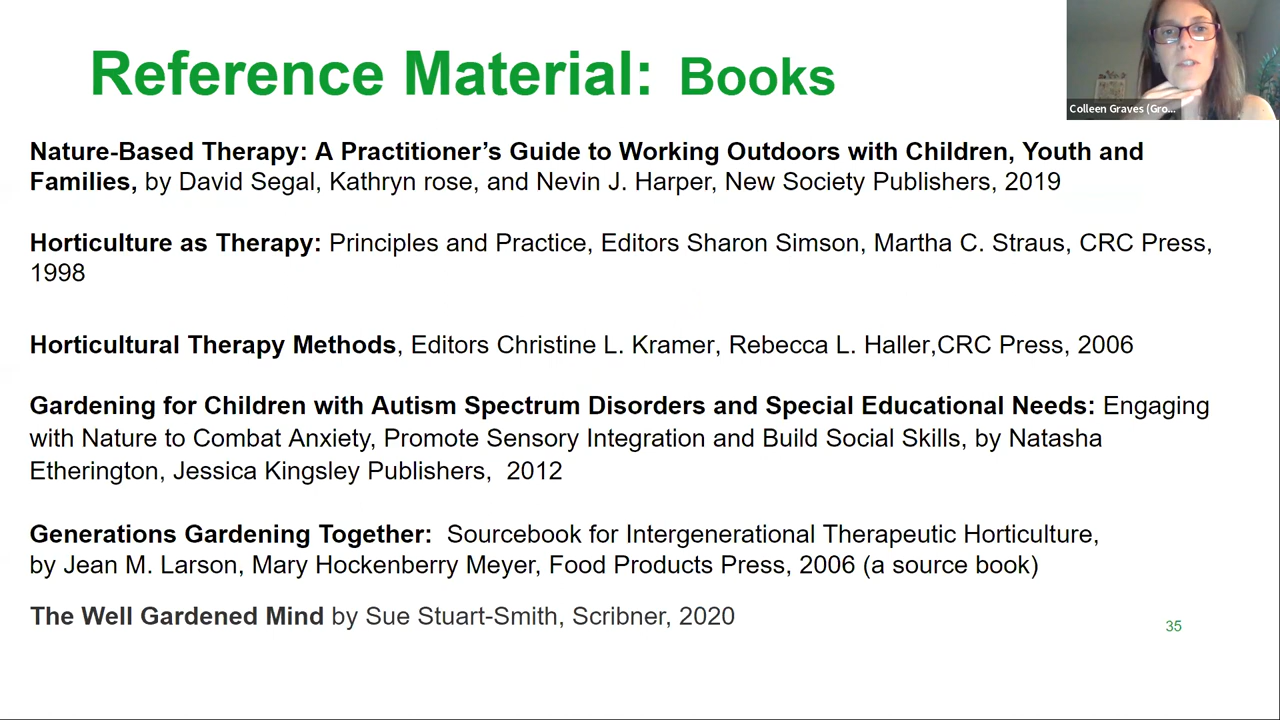 Reference Material: Books
Colleen Graves (Gro...
Nature-Based Therapy: A Practitioner’s Guide to Working Outdoors with Children, Youth and
Families, by David Segal, Kathryn rose, and Nevin J. Harper, New Society Publishers, 2019
Horticulture as Therapy: Principles and Practice, Editors Sharon Simson, Martha C. Straus, CRC Press,
1998
Horticultural Therapy Methods, Editors Christine L. Kramer, Rebecca L. Haller,CRC Press, 2006
Gardening for Children with Autism Spectrum Disorders and Special Educational Needs: Engaging
with Nature to Combat Anxiety, Promote Sensory Integration and Build Social Skills, by Natasha
Etherington, Jessica Kingsley Publishers,  2012
Generations Gardening Together:  Sourcebook for Intergenerational Therapeutic Horticulture,
by Jean M. Larson, Mary Hockenberry Meyer, Food Products Press, 2006 (a source book)
The Well Gardened Mind by Sue Stuart-Smith, Scribner, 2020
35